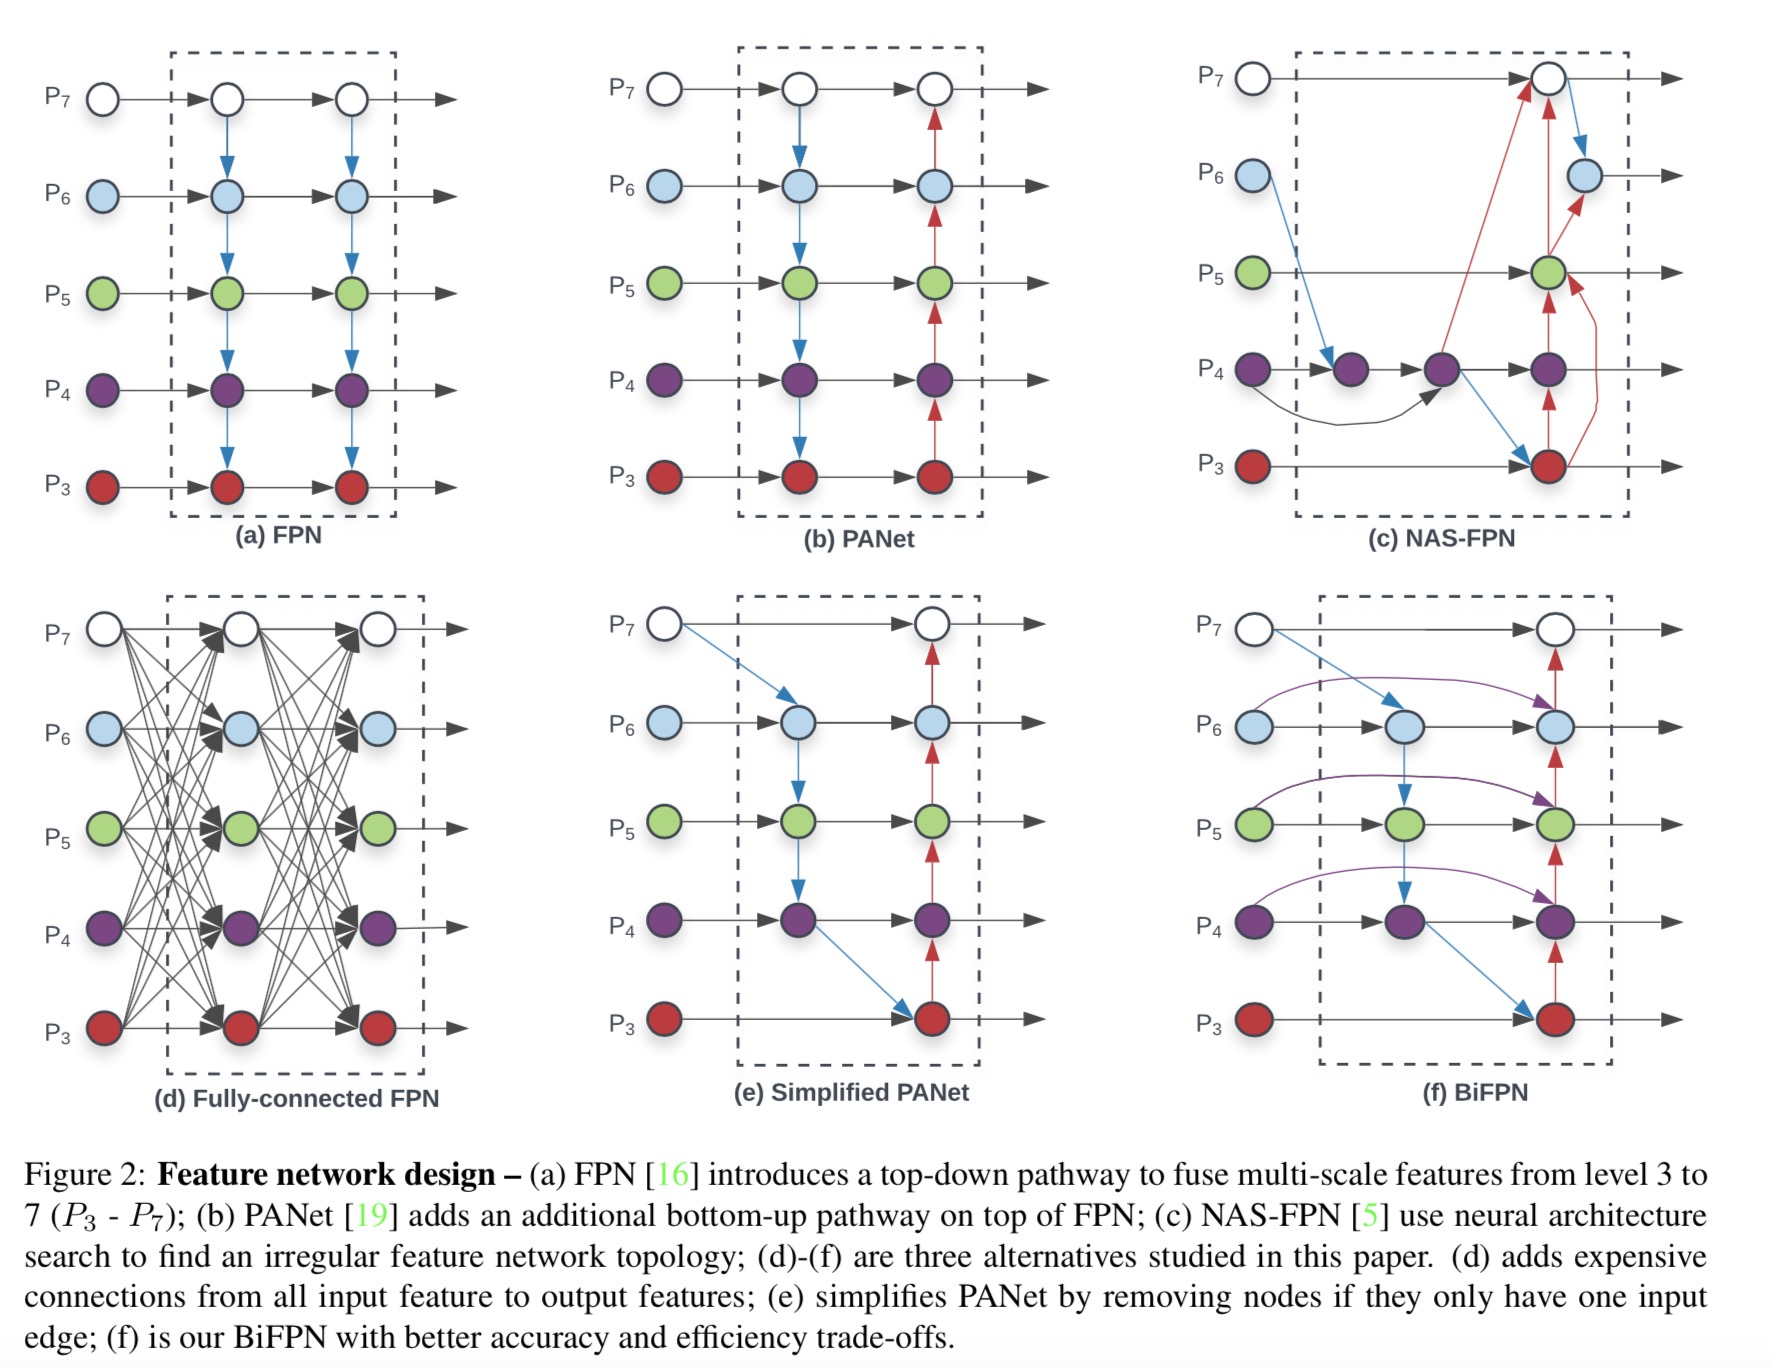 P7
P6
P5
P4
P3
(a) FPN
P7
P6
P5
P4
P3
(b) PANet
P7
P6
P5
P4
P3
(c) NAS-FPN
P7
P6
P5
P4
P3
(d) Fully-connected FPN
P7
P6
P5
P4
P3
(e) Simplified PANet
P7
P6
P5
P4
P3
(f) BiFPN
Figure 2: Feature network design – (a) FPN [16] introduces a top-down pathway to fuse multi-scale features from level 3 to
7 (P3 - P7); (b) PANet [19] adds an additional bottom-up pathway on top of FPN; (c) NAS-FPN [5] use neural architecture
search to find an irregular feature network topology; (d)-(f) are three alternatives studied in this paper. (d) adds expensive
connections from all input feature to output features; (e) simplifies PANet by removing nodes if they only have one input
edge; (f) is our BiFPN with better accuracy and efficiency trade-offs.